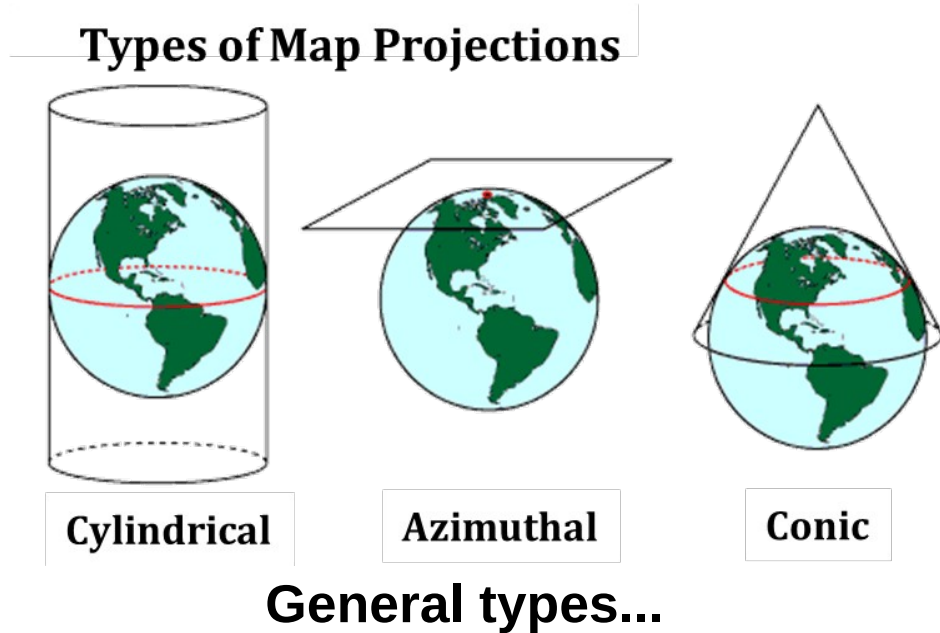 Types of Map Projections
Cylindrical
Azimuthal
Conic
General types...